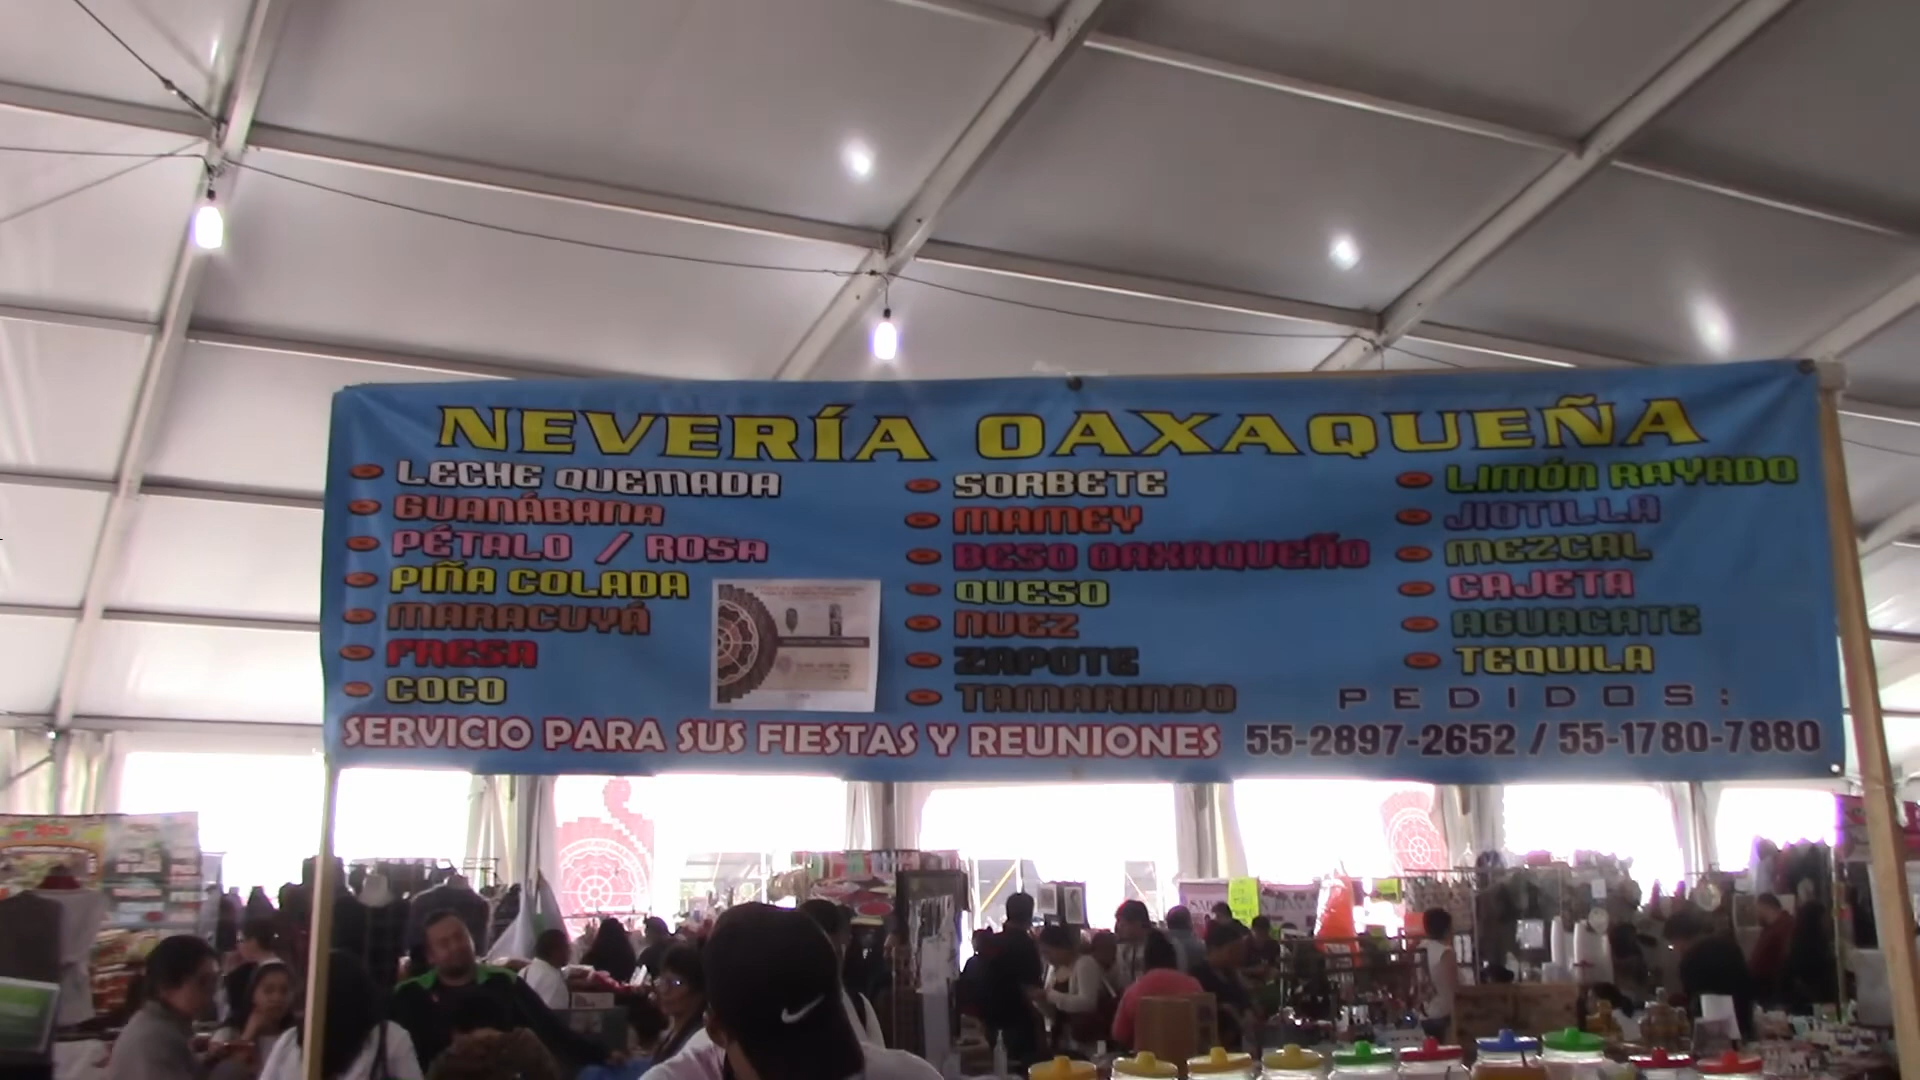 NEVERÍA OAXAQUEÑA
LECHE QUEMADA
GUANÁBANA
PÉTALO / ROSA
PIÑA COLADA
MARACUYÁ
FRESA
COCO
SORBETE
MAMEY
BESO OAXAQUEÑO
QUESO
NUEZ
ZAPOTE
TAMARINDO
LIMÓN RAYADO
JIOTILLA
MEZCAL
CAJETA
AGUACATE
TEQUILA
PEDIDOS:
SERVICIO PARA SUS FIESTAS Y REUNIONES 55-2897-2652 / 55-1780-7880